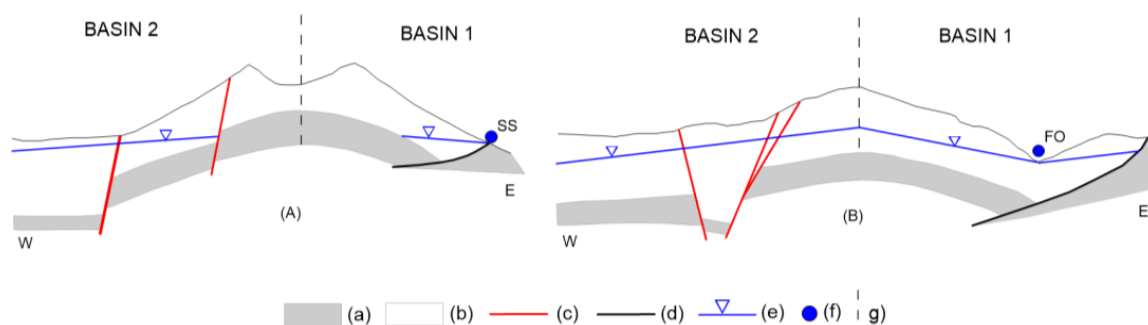 BASIN 2
BASIN 1
SS
E
(A)
W
BASIN 2
BASIN 1
FO
(B)
E
W
(a) (b) (c) (d) (e) (f) g)